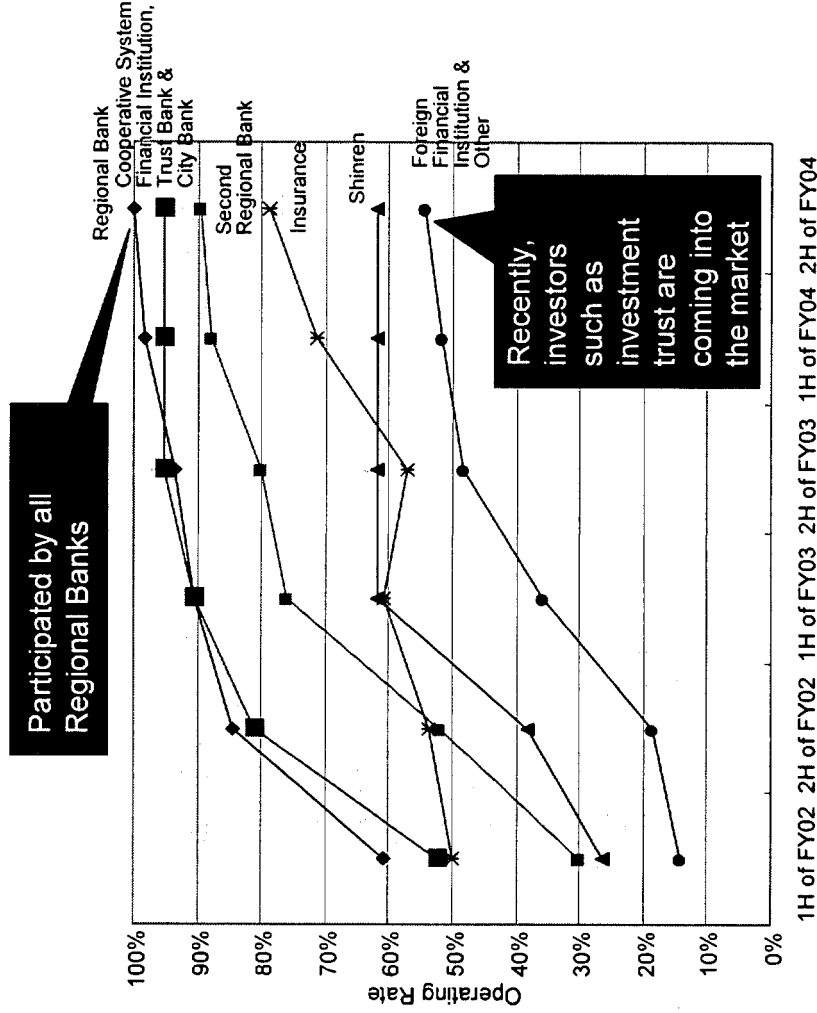 Participated by all
Regional Banks
Regional Bank
Cooperative System
Financial Institution,
Trust Bank &
City Bank
Second
Regional Bank
Insurance
Shinren
Foreign
Financial
Institution &
Other
Recently,
investors
such as
investment
trust are
coming into
the market
Operating Rate
100%
90%
80%
70%
60%
50%
40%
30%
20%
10%
0%
1H of FY02 2H of FY02 1H of FY03 2H of FY03 1H of FY04 2H of FY04